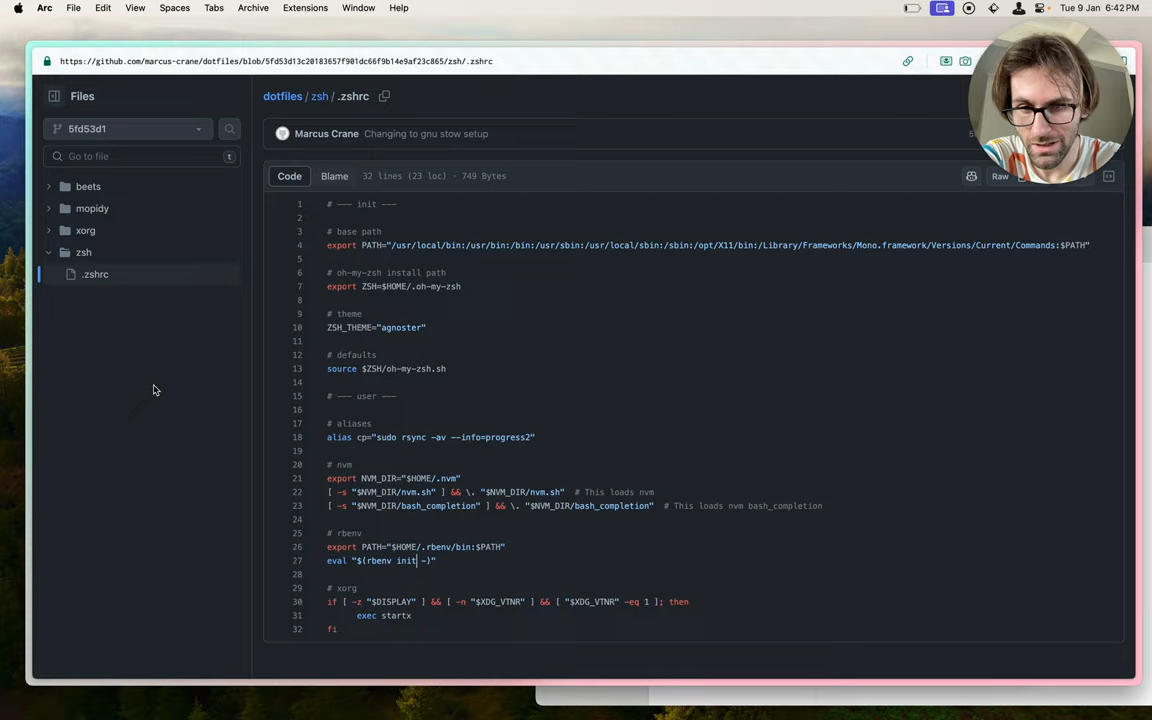 Arc File Edit View Spaces Tabs Archive Extensions Window Help Tue 9 Jan 6:42 PM
https://github.com/marcus-crane/dotfiles/blob/5fd53d13c20183657f901dc66f9b14e9af23c865/zsh/.zshrc
Files
5fd53d1
Go to file t
beets
mopidy
xorg
zsh
.zshrc
dotfiles / zsh / .zshrc
Marcus Crane Changing to gnu stow setup
Code Blame 32 lines (23 loc) · 749 Bytes Raw
1 # --- init ---
2
3 # base path
4 export PATH="/usr/local/bin:/usr/bin:/bin:/usr/sbin:/usr/local/sbin:/sbin:/opt/X11/bin:/Library/Frameworks/Mono.framework/Versions/Current/Commands:$PATH"
5
6 # oh-my-zsh install path
7 export ZSH=$HOME/.oh-my-zsh
8
9 # theme
10 ZSH_THEME="agnoster"
11
12 # defaults
13 source $ZSH/oh-my-zsh.sh
14
15 # --- user ---
16
17 # aliases
18 alias cp="sudo rsync -av --info=progress2"
19
20 # nvm
21 export NVM_DIR="$HOME/.nvm"
22 [ -s "$NVM_DIR/nvm.sh" ] && \. "$NVM_DIR/nvm.sh" # This loads nvm
23 [ -s "$NVM_DIR/bash_completion" ] && \. "$NVM_DIR/bash_completion" # This loads nvm bash_completion
24
25 # rbenv
26 export PATH="$HOME/.rbenv/bin:$PATH"
27 eval "$(rbenv init -)"
28
29 # xorg
30 if [ -z "$DISPLAY" ] && [ -n "$XDG_VTNR" ] && [ "$XDG_VTNR" -eq 1 ]; then
31 exec startx
32 fi